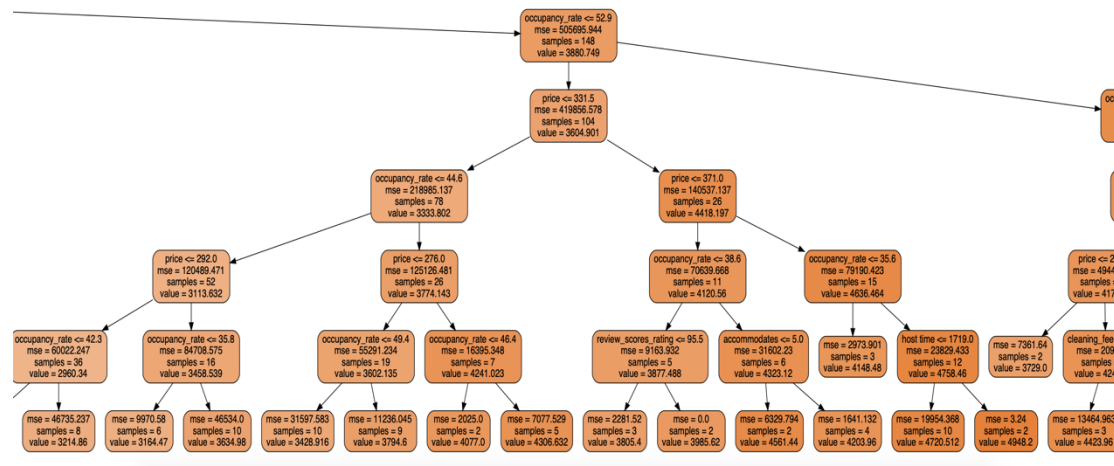 occupancy_rate <= 52.9
mse = 505695.944
samples = 148
value = 3880.749
price <= 331.5
mse = 419856.578
samples = 104
value = 3604.901
occupancy_rate <= 44.6
mse = 218985.137
samples = 78
value = 3333.802
price <= 371.0
mse = 140537.137
samples = 26
value = 4418.197
price <= 292.0
mse = 120489.471
samples = 52
value = 3113.632
price <= 276.0
mse = 125126.481
samples = 26
value = 3774.143
occupancy_rate <= 38.6
mse = 70639.668
samples = 11
value = 4120.56
occupancy_rate <= 35.6
mse = 79190.423
samples = 15
value = 4636.464
price <= 2
mse = 4944
samples =
value = 417
occupancy_rate <= 42.3
mse = 60022.247
samples = 36
value = 2960.34
occupancy_rate <= 35.8
mse = 84708.575
samples = 16
value = 3458.539
occupancy_rate <= 49.4
mse = 55291.234
samples = 19
value = 3602.135
occupancy_rate <= 46.4
mse = 16395.348
samples = 7
value = 4241.023
review_scores_rating <= 95.5
mse = 9163.932
samples = 5
value = 3877.488
accommodates <= 5.0
mse = 31602.23
samples = 6
value = 4323.12
mse = 2973.901
samples = 3
value = 4148.48
host time <= 1719.0
mse = 23829.433
samples = 12
value = 4758.46
mse = 7361.64
samples = 2
value = 3729.0
cleaning_fee
mse = 209
samples
value = 424
mse = 46735.237
samples = 8
value = 3214.86
mse = 9970.58
samples = 6
value = 3164.47
mse = 46534.0
samples = 10
value = 3634.98
mse = 31597.583
samples = 10
value = 3428.916
mse = 11236.045
samples = 9
value = 3794.6
mse = 2025.0
samples = 2
value = 4077.0
mse = 7077.529
samples = 5
value = 4306.632
mse = 2281.52
samples = 3
value = 3805.4
mse = 0.0
samples = 2
value = 3985.62
mse = 6329.794
samples = 2
value = 4561.44
mse = 1641.132
samples = 4
value = 4203.96
mse = 19954.368
samples = 10
value = 4720.512
mse = 3.24
samples = 2
value = 4948.2
mse = 13464.963
samples = 3
value = 4423.96